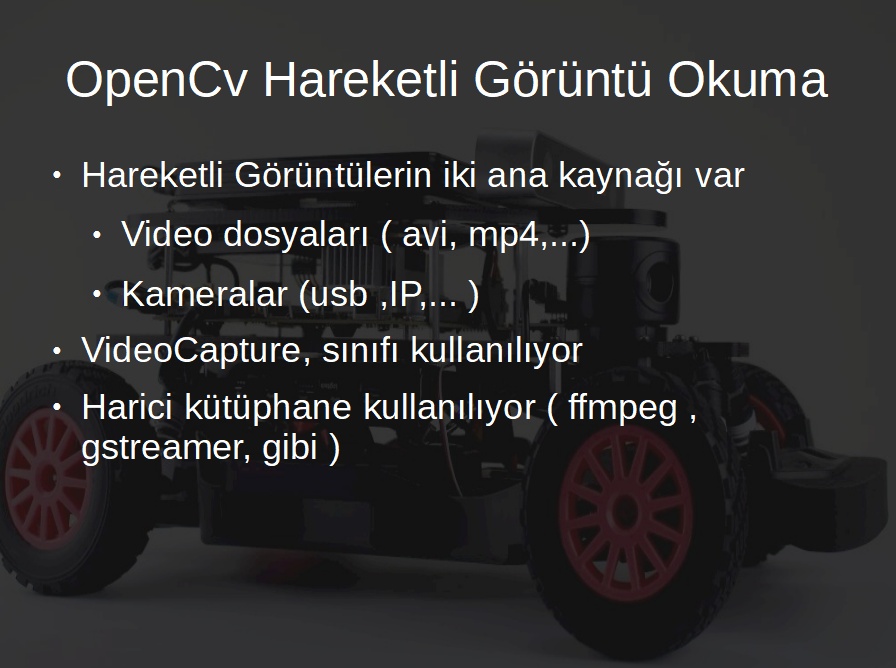 OpenCv Hareketli Görüntü Okuma
• Hareketli Görüntülerin iki ana kaynağı var
• Video dosyaları ( avi, mp4,...)
• Kameralar (usb ,IP,... )
• VideoCapture, sınıfı kullanılıyor
• Harici kütüphane kullanılıyor ( ffmpeg ,
gstreamer, gibi )